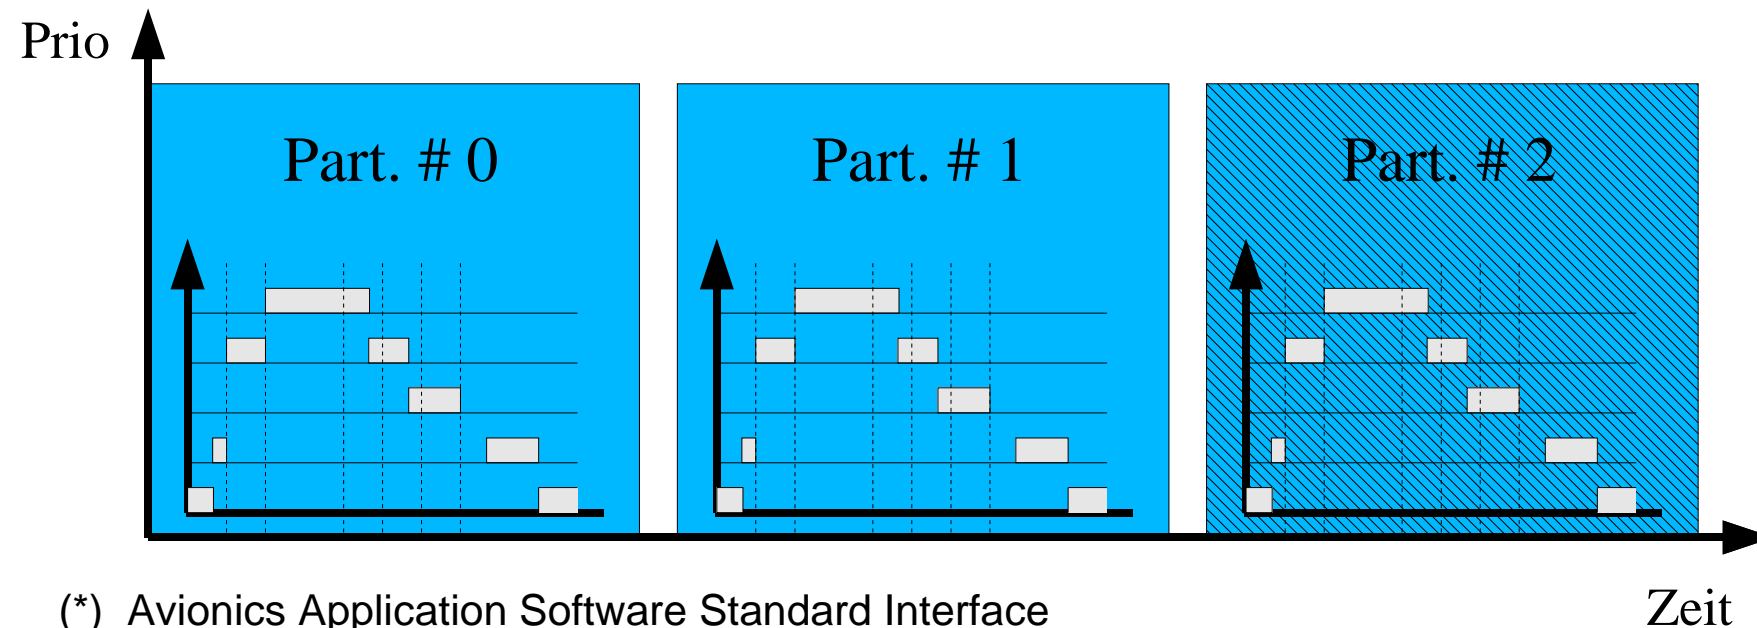 Prio
Part. # 0
Part. # 1
Part. # 2
(*) Avionics Application Software Standard Interface
Zeit